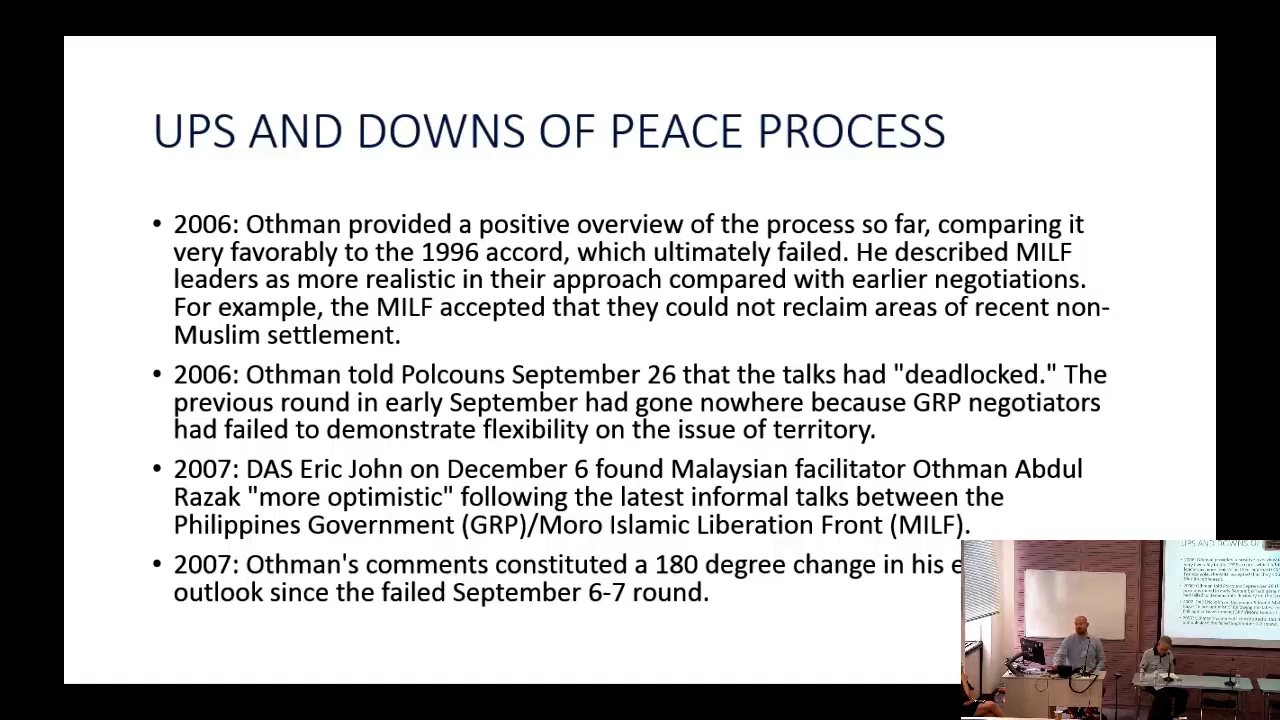 UPS AND DOWNS OF PEACE PROCESS
• 2006: Othman provided a positive overview of the process so far, comparing it
very favorably to the 1996 accord, which ultimately failed. He described MILF
leaders as more realistic in their approach compared with earlier negotiations.
For example, the MILF accepted that they could not reclaim areas of recent non-
Muslim settlement.
• 2006: Othman told Polcouns September 26 that the talks had "deadlocked." The
previous round in early September had gone nowhere because GRP negotiators
had failed to demonstrate flexibility on the issue of territory.
• 2007: DAS Eric John on December 6 found Malaysian facilitator Othman Abdul
Razak "more optimistic" following the latest informal talks between the
Philippines Government (GRP)/Moro Islamic Liberation Front (MILF).
• 2007: Othman's comments constituted a 180 degree change in his
outlook since the failed September 6-7 round.
UPS AND DOWNS OF